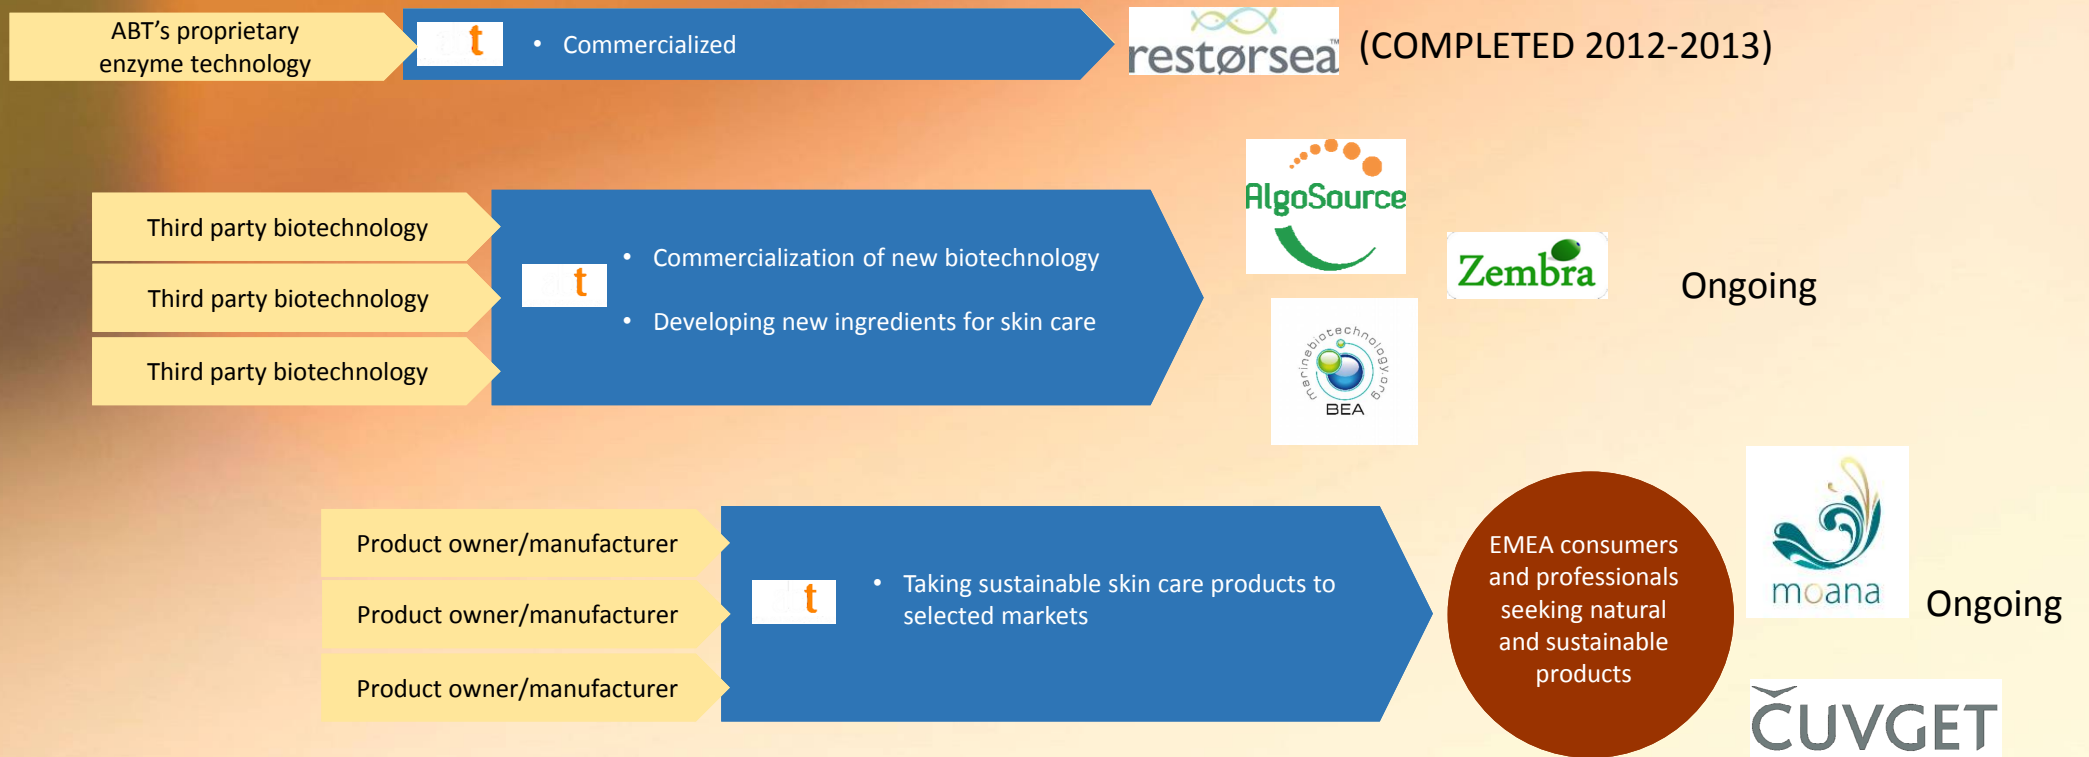 ABT's proprietary
enzyme technology
t
• Commercialized
restørsea™
(COMPLETED 2012-2013)
AlgoSource
Zembra
Third party biotechnology
Third party biotechnology
Third party biotechnology
t
• Commercialization of new biotechnology
• Developing new ingredients for skin care
Ongoing
marinebiotechnology.org
BEA
Product owner/manufacturer
Product owner/manufacturer
Product owner/manufacturer
t
• Taking sustainable skin care products to
selected markets
EMEA consumers
and professionals
seeking natural
and sustainable
products
moana
Ongoing
ČUVGET